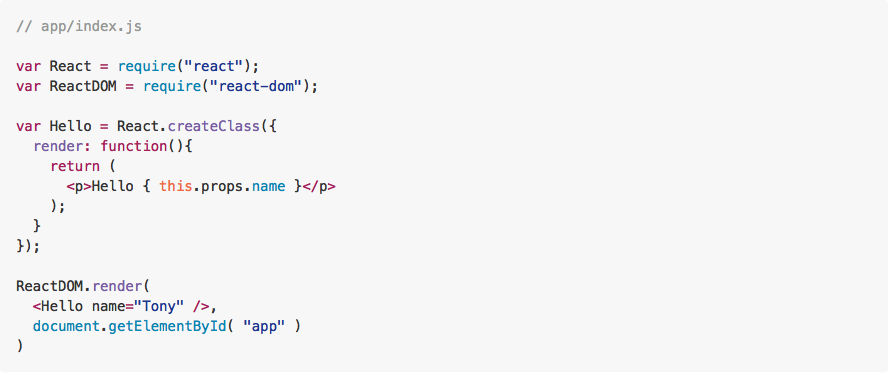 // app/index.js

var React = require("react");
var ReactDOM = require("react-dom");

var Hello = React.createClass({
  render: function(){
    return (
      <p>Hello { this.props.name }</p>
    );
  }
});

ReactDOM.render(
  <Hello name="Tony" />,
  document.getElementById( "app" )
)